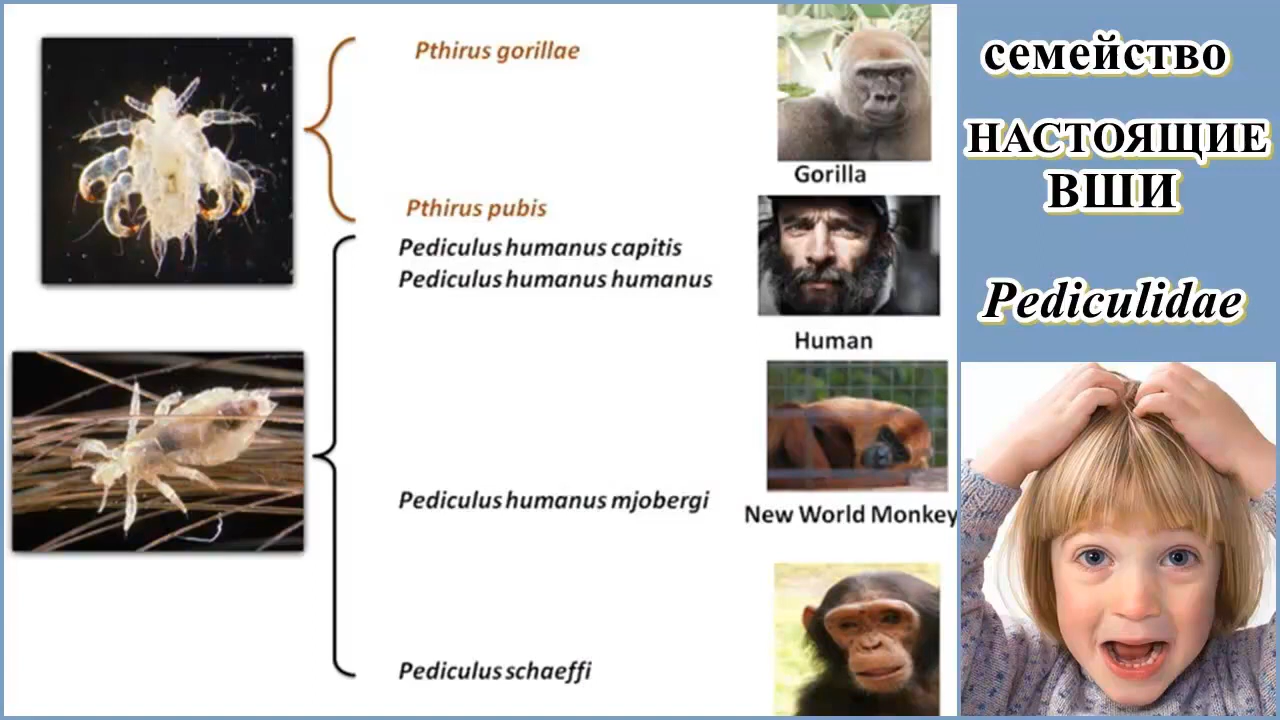 Pthirus gorillae
Gorilla
Pthirus pubis
Pediculus humanus capitis
Pediculus humanus humanus
Human
Pediculus humanus mjobergi
New World Monkey
Pediculus schaeffi
семейство
НАСТОЯЩИЕ
ВШИ
Pediculidae